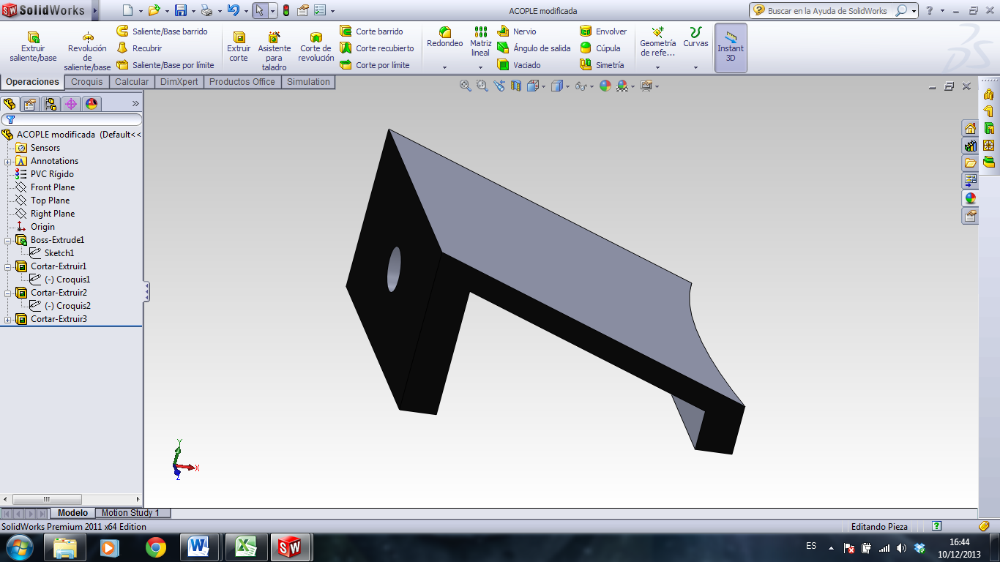 SolidWorks
ACOPLE modificada
Buscar en la Ayuda de SolidWorks
Extruir
saliente/base
Revolución
de
saliente/base
Saliente/Base barrido
Recubrir
Saliente/Base por límite
Extruir
corte
Asistente
para
taladro
Corte de
revolución
Corte barrido
Corte recubierto
Corte por límite
Redondeo
Matriz
lineal
Nervio
Ángulo de salida
Vaciado
Envolver
Cúpula
Simetría
Geometría
de refe...
Curvas
Instant
3D
Operaciones
Croquis
Calcular
DimXpert
Productos Office
Simulation
ACOPLE modificada (Default<<
Sensors
Annotations
PVC Rígido
Front Plane
Top Plane
Right Plane
Origin
Boss-Extrude1
Sketch1
Cortar-Extruir1
(-) Croquis1
Cortar-Extruir2
(-) Croquis2
Cortar-Extruir3
Y
X
Z
Modelo
Motion Study 1
SolidWorks Premium 2011 x64 Edition
Editando Pieza
ES
16:44
10/12/2013